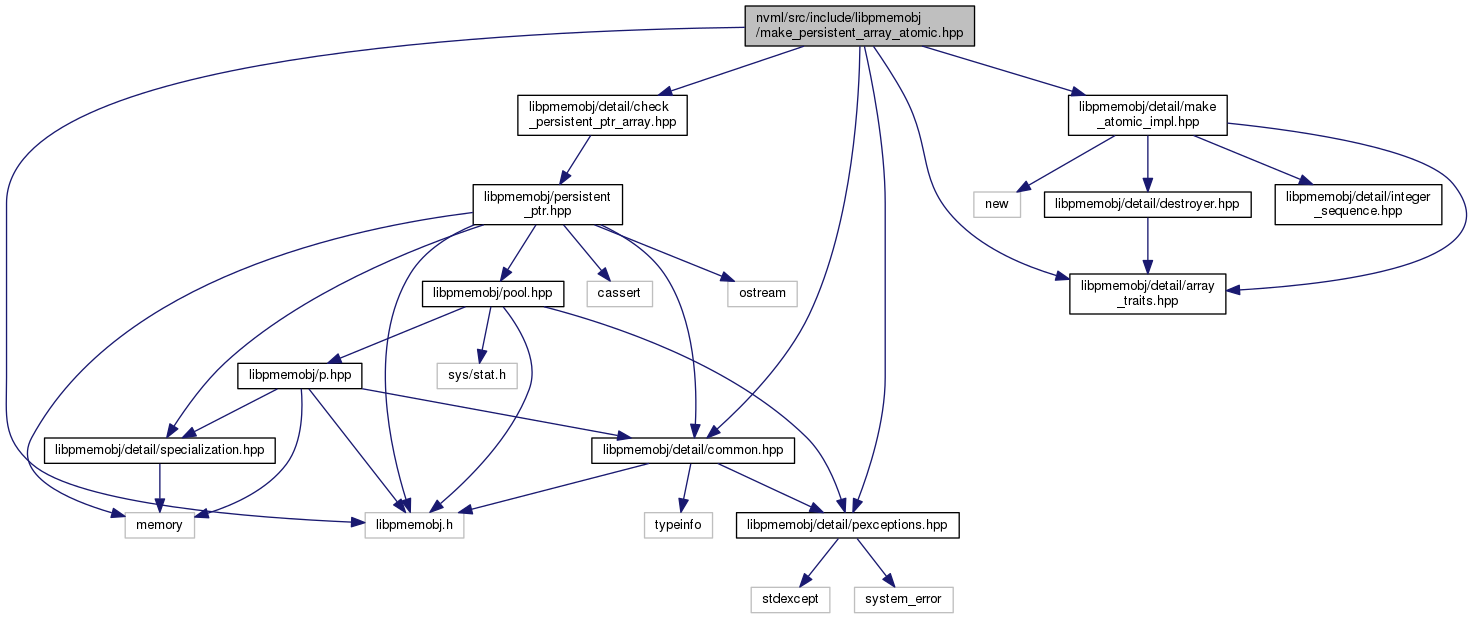 nvml/src/include/libpmemobj
/make_persistent_array_atomic.hpp
libpmemobj/detail/check
_persistent_ptr_array.hpp
libpmemobj/detail/make
_atomic_impl.hpp
libpmemobj/persistent
_ptr.hpp
new
libpmemobj/detail/destroyer.hpp
libpmemobj/detail/integer
_sequence.hpp
libpmemobj/pool.hpp
cassert
ostream
libpmemobj/detail/array
_traits.hpp
libpmemobj/p.hpp
sys/stat.h
libpmemobj/detail/specialization.hpp
libpmemobj/detail/common.hpp
memory
libpmemobj.h
typeinfo
libpmemobj/detail/pexceptions.hpp
stdexcept
system_error